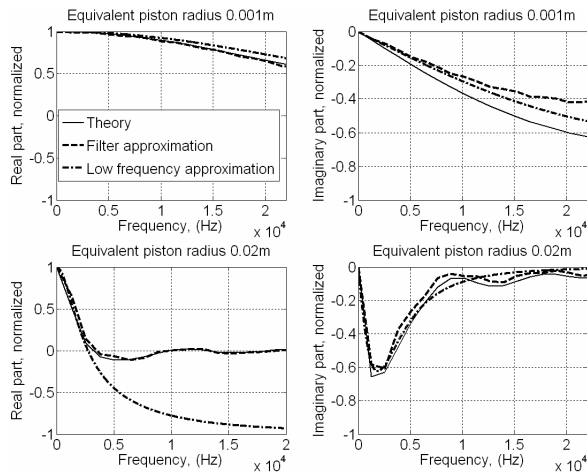 Equivalent piston radius 0.001m
Real part, normalized
1
0.5
0
-0.5
-1
Theory
Filter approximation
Low frequency approximation
0 0.5 1 1.5 2
Frequency, (Hz)
x 10^4
Equivalent piston radius 0.001m
Imaginary part, normalized
0
-0.2
-0.4
-0.6
-0.8
-1
0 0.5 1 1.5 2
Frequency, (Hz)
x 10^4
Equivalent piston radius 0.02m
Real part, normalized
1
0.5
0
-0.5
-1
0 0.5 1 1.5 2
Frequency, (Hz)
x 10^4
Equivalent piston radius 0.02m
Imaginary part, normalized
0
-0.2
-0.4
-0.6
-0.8
-1
0 0.5 1 1.5 2
Frequency, (Hz)
x 10^4